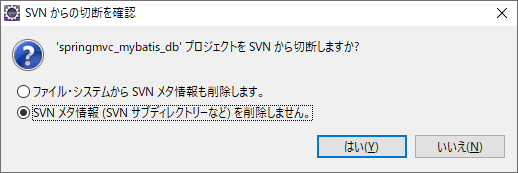 SVN からの切断を確認
'springmvc_mybatis_db' プロジェクトを SVN から切断しますか?
ファイル・システムから SVN メタ情報も削除します。
SVN メタ情報 (SVN サブディレクトリーなど) を削除しません。
はい(Y)
いいえ(N)